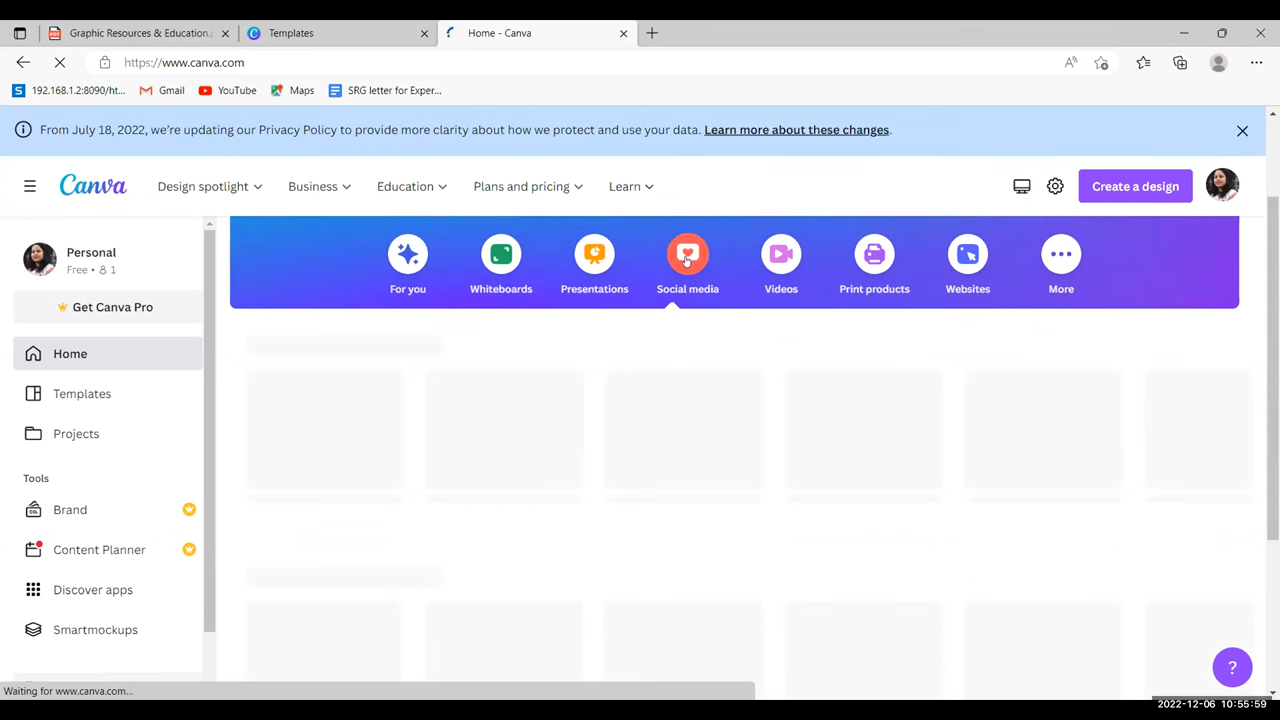 Graphic Resources & Education.
Templates
Home - Canva
https://www.canva.com
192.168.1.2:8090/ht...
Gmail
YouTube
Maps
SRG letter for Exper...
From July 18, 2022, we're updating our Privacy Policy to provide more clarity about how we protect and use your data. Learn more about these changes.
Canva
Design spotlight
Business
Education
Plans and pricing
Learn
Create a design
Personal
Free • 1
Get Canva Pro
Home
Templates
Projects
Tools
Brand
Content Planner
Discover apps
Smartmockups
For you
Whiteboards
Presentations
Social media
Videos
Print products
Websites
More
?
Waiting for www.canva.com...
2022-12-06 10:55:59